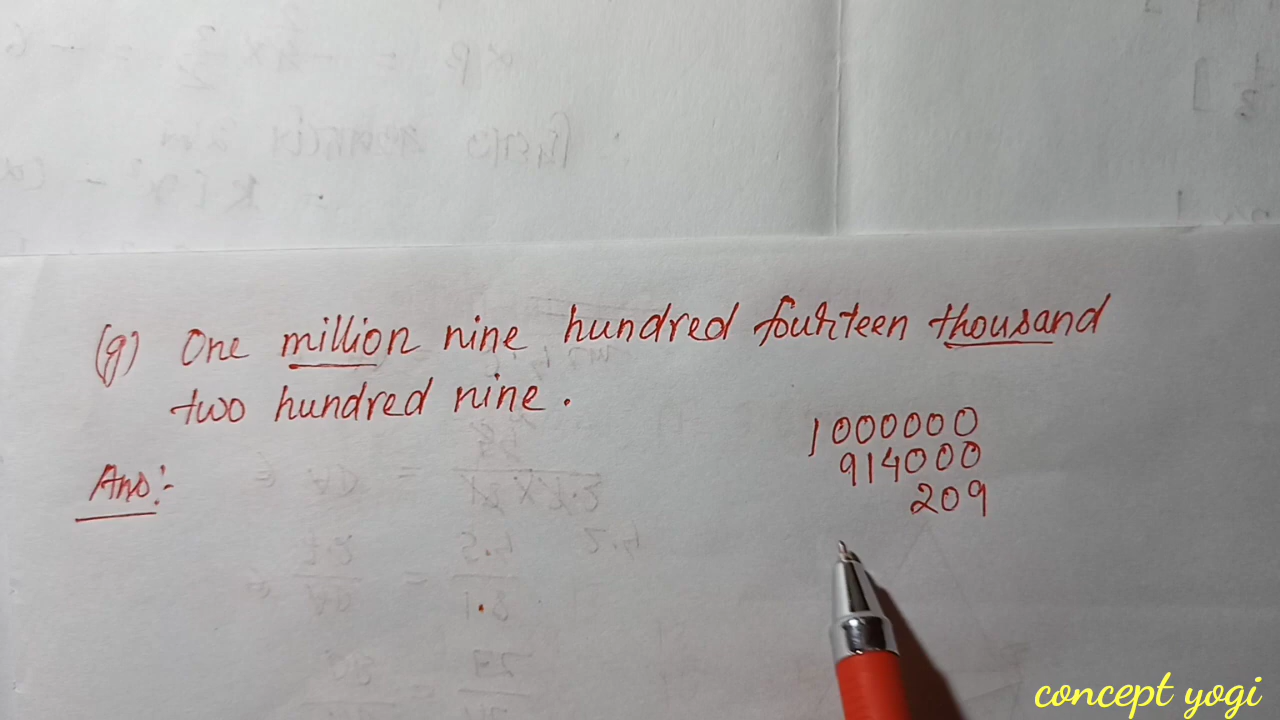 (g) One million nine hundred fourteen thousand
two hundred nine.
Ans:-
1000000
914000
209
concept yogi